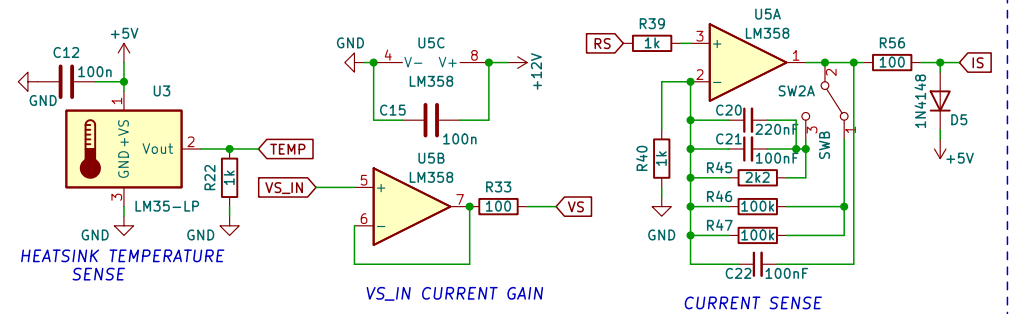 +5V
C12
100n
GND
1
U3
+VS
GND
Vout
2
TEMP
R22
1k
3
LM35-LP
GND
GND
HEATSINK TEMPERATURE
SENSE
GND
U5C
4
V-
V+
8
LM358
+12V
C15
100n
U5B
LM358
VS_IN
5
+
6
−
7
R33
100
VS
VS_IN CURRENT GAIN
U5A
LM358
R39
RS
1k
3
+
2
−
1
R56
100
IS
2
SW2A
1N4148
D5
+5V
C20
220nF
3
SWB
1
C21
100nF
R40
1k
R45
2k2
R46
100k
GND
R47
100k
C22
100nF
CURRENT SENSE